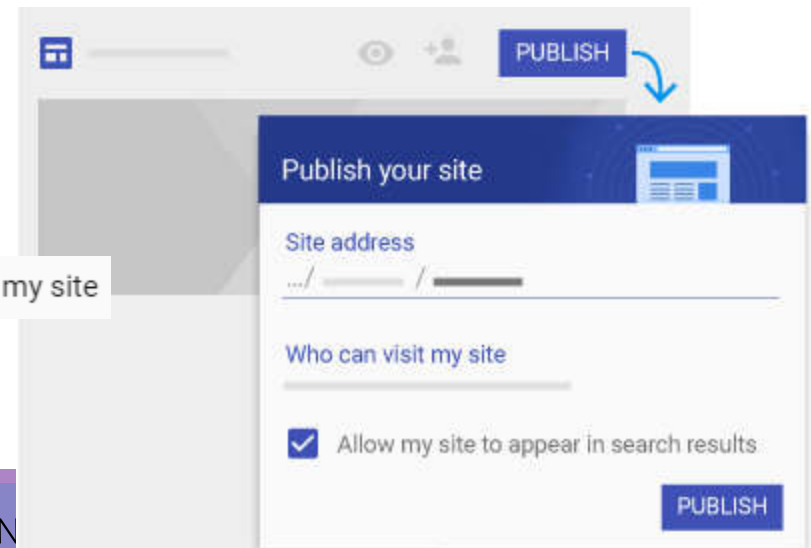 PUBLISH
Publish your site
Site address
.../ /
my site
Who can visit my site
Allow my site to appear in search results
PUBLISH
N